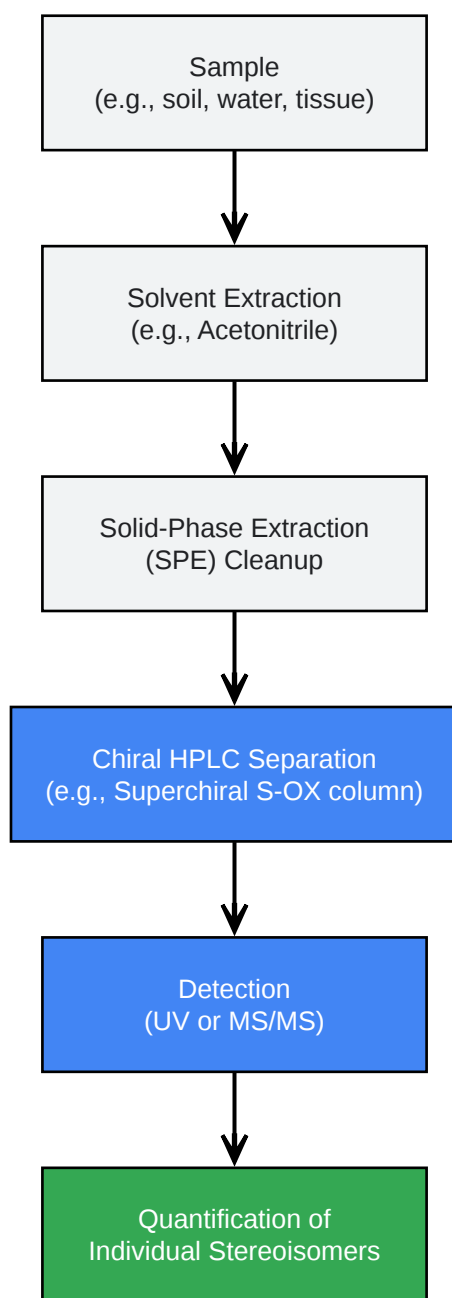 Sample
(e.g., soil, water, tissue)
Solvent Extraction
(e.g., Acetonitrile)
Solid-Phase Extraction
(SPE) Cleanup
Chiral HPLC Separation
(e.g., Superchiral S-OX column)
Detection
(UV or MS/MS)
Quantification of
Individual Stereoisomers